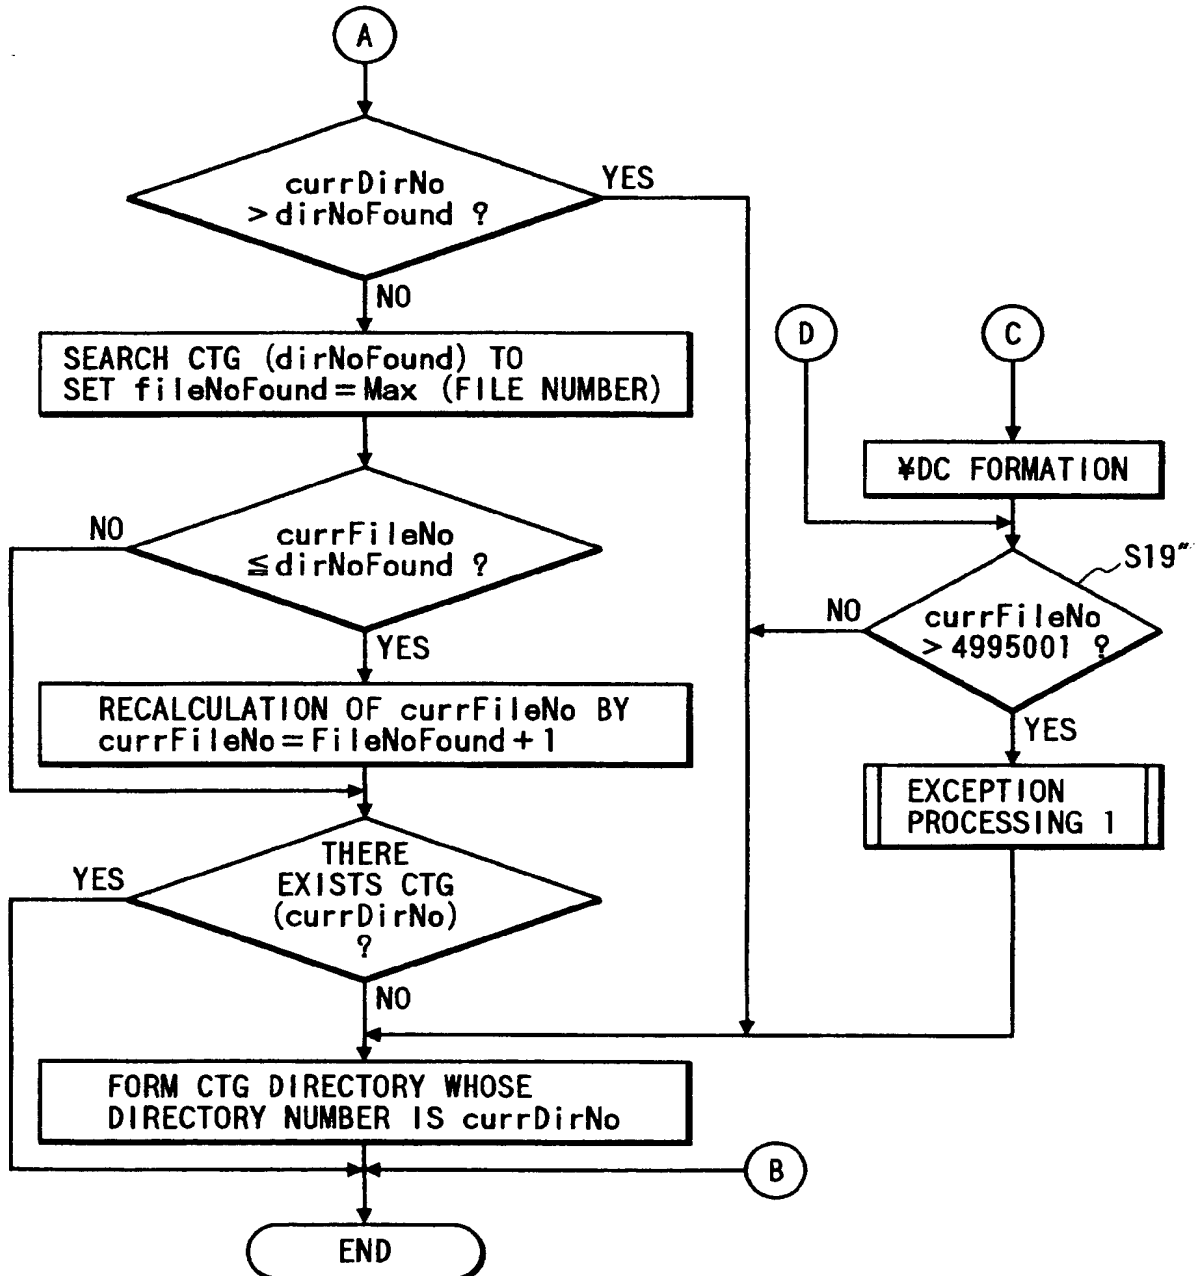 A
currDirNo
>dirNoFound ?
YES
NO
SEARCH CTG (dirNoFound) TO
SET fileNoFound=Max (FILE NUMBER)
D
C
¥DC FORMATION
NO
currFileNo
≦dirNoFound ?
YES
S19"
NO
currFileNo
>4995001 ?
YES
RECALCULATION OF currFileNo BY
currFileNo=FileNoFound+1
EXCEPTION
PROCESSING 1
YES
THERE
EXISTS CTG
(currDirNo)
?
NO
FORM CTG DIRECTORY WHOSE
DIRECTORY NUMBER IS currDirNo
B
END